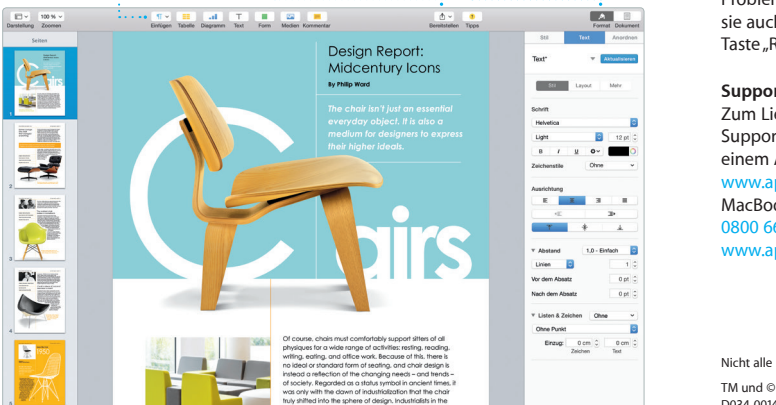 100 %
Darstellung Zoomen
Einfügen Tabelle Diagramm Text Form Medien Kommentar
Bereitstellen Tipps
Format Dokument
Seiten
1
2
3
4
5
Design Report:
Midcentury Icons
By Philip Ward
The chair isn't just an essential
everyday object. It is also a
medium for designers to express
their higher ideals.
C airs
Of course, chairs must comfortably support sitters of all
physiques for a wide range of activities: resting, reading,
writing, eating, and office work. Because of this, there is
no ideal or standard form of seating, and chair design is
instead a reflection of the changing needs – and trends –
of society. Regarded as a status symbol in ancient times, it
was only with the dawn of industrialization that the chair
truly shifted into the sphere of design. Industrialists in the
Stil Text Anordnen
Text* Aktualisieren
Stil Layout Mehr
Schrift
Helvetica
Light 12 pt
B I U
Zeichenstile Ohne
Ausrichtung
Abstand 1,0 - Einfach
Linien 1
Vor dem Absatz 0 pt
Nach dem Absatz 0 pt
Listen & Zeichen Ohne
Ohne Punkt
Einzug: 0 cm 0 cm
Zeichen Text
sie auch
Taste „R
Suppor
Zum Lie
Suppor
einem A
www.ap
MacBoo
0800 66
www.ap
Nicht alle
TM und ©